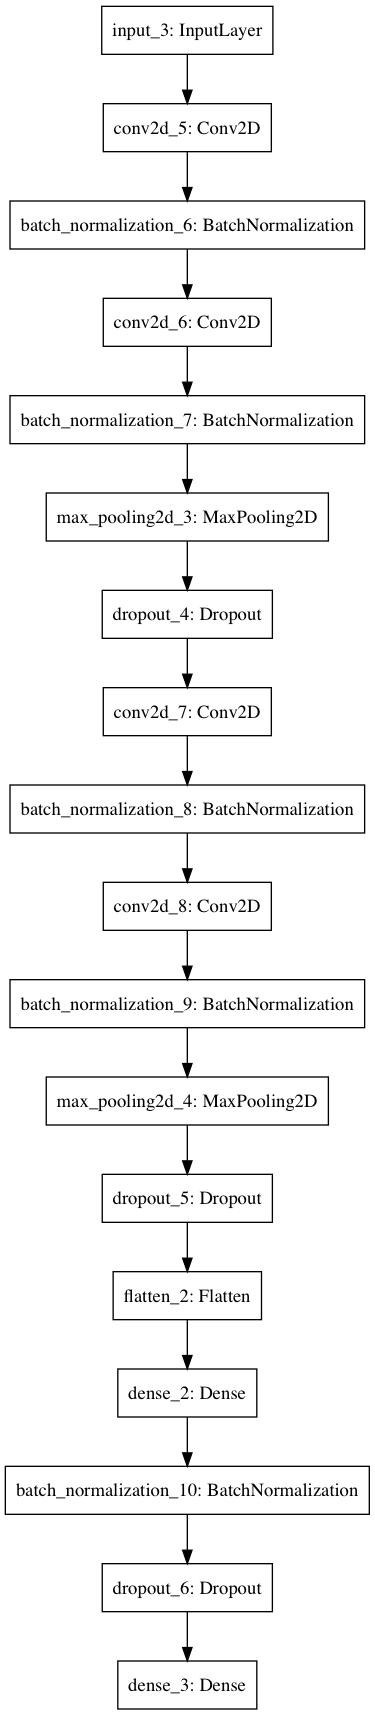 input_3: InputLayer
conv2d_5: Conv2D
batch_normalization_6: BatchNormalization
conv2d_6: Conv2D
batch_normalization_7: BatchNormalization
max_pooling2d_3: MaxPooling2D
dropout_4: Dropout
conv2d_7: Conv2D
batch_normalization_8: BatchNormalization
conv2d_8: Conv2D
batch_normalization_9: BatchNormalization
max_pooling2d_4: MaxPooling2D
dropout_5: Dropout
flatten_2: Flatten
dense_2: Dense
batch_normalization_10: BatchNormalization
dropout_6: Dropout
dense_3: Dense